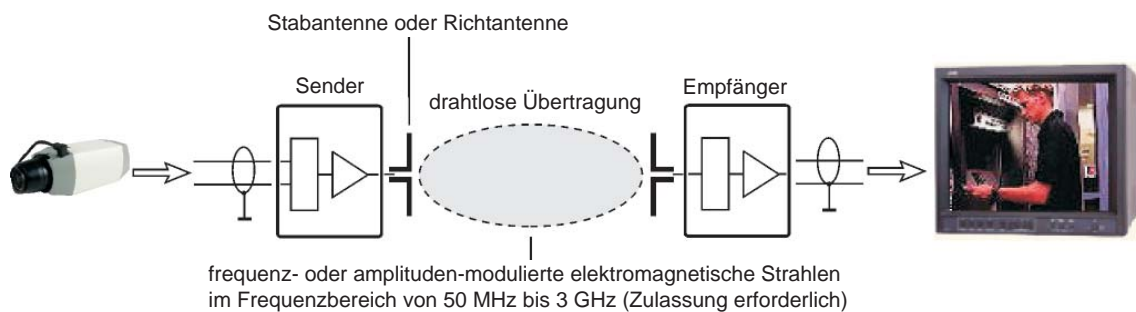 Stabantenne oder Richtantenne
Sender
drahtlose Übertragung
Empfänger
frequenz- oder amplituden-modulierte elektromagnetische Strahlen
im Frequenzbereich von 50 MHz bis 3 GHz (Zulassung erforderlich)